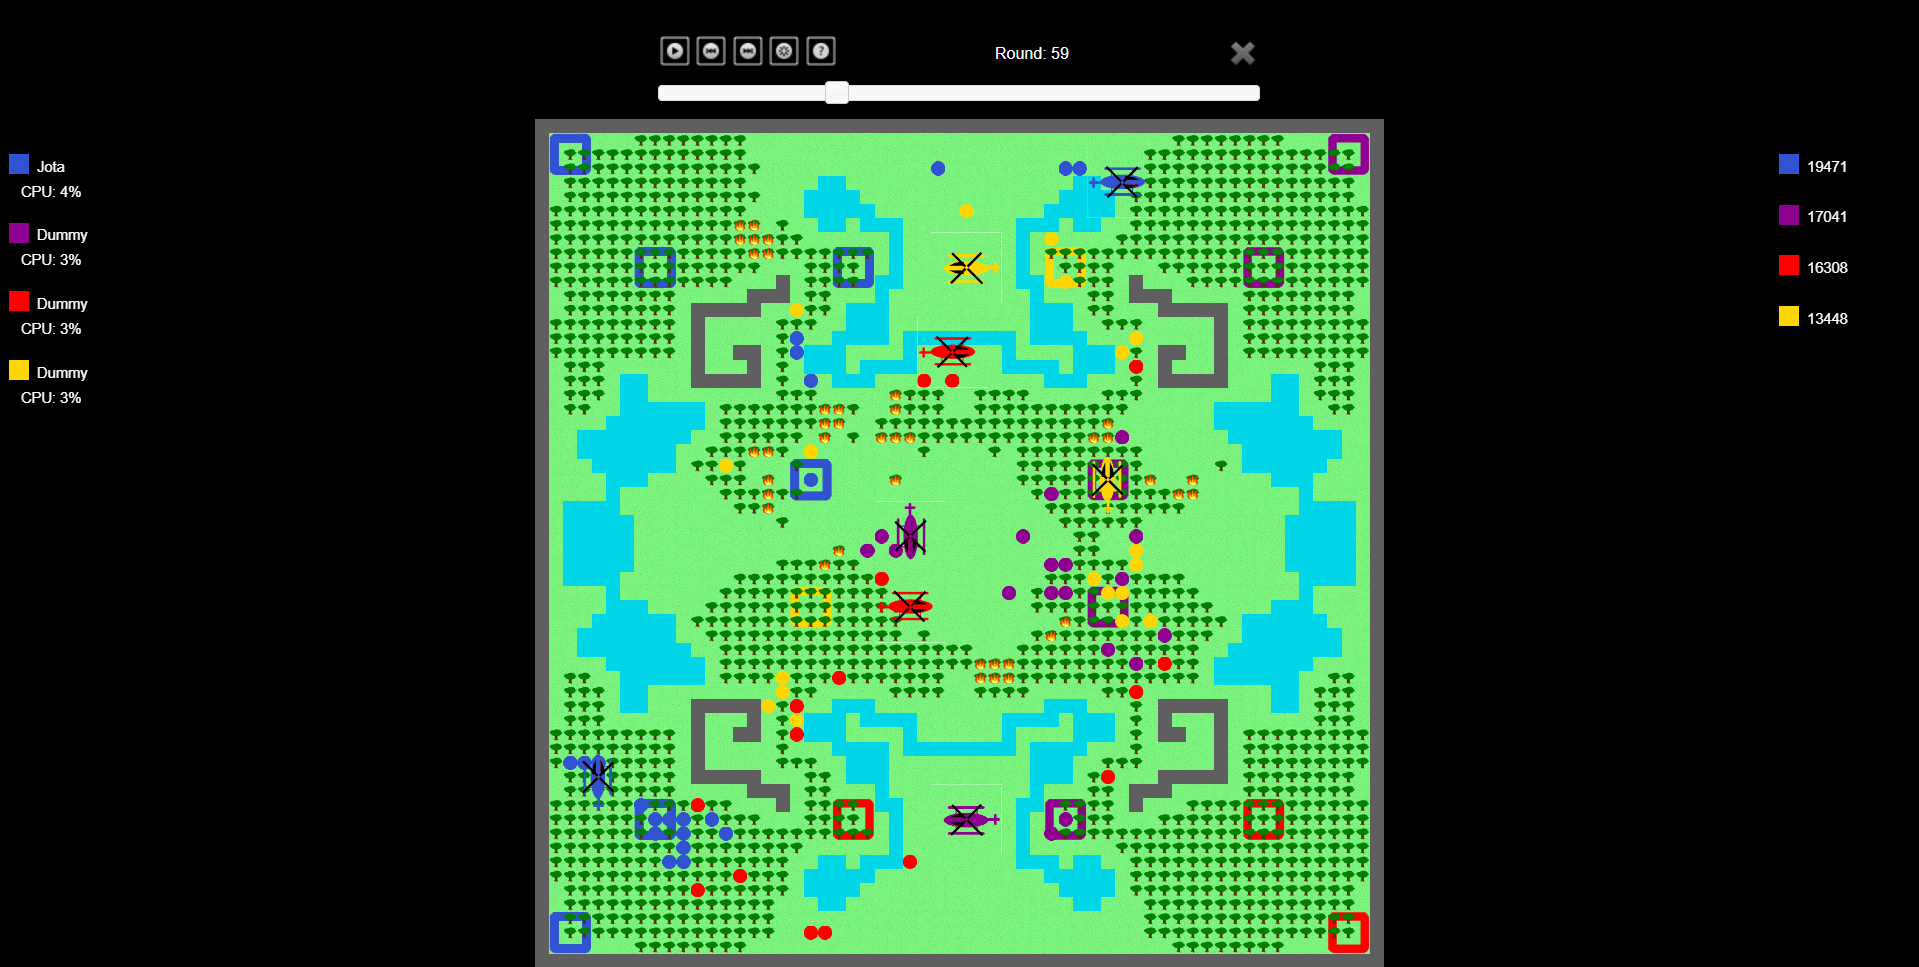 ?
Round: 59
Jota
CPU: 4%
Dummy
CPU: 3%
Dummy
CPU: 3%
Dummy
CPU: 3%
19471
17041
16308
13448